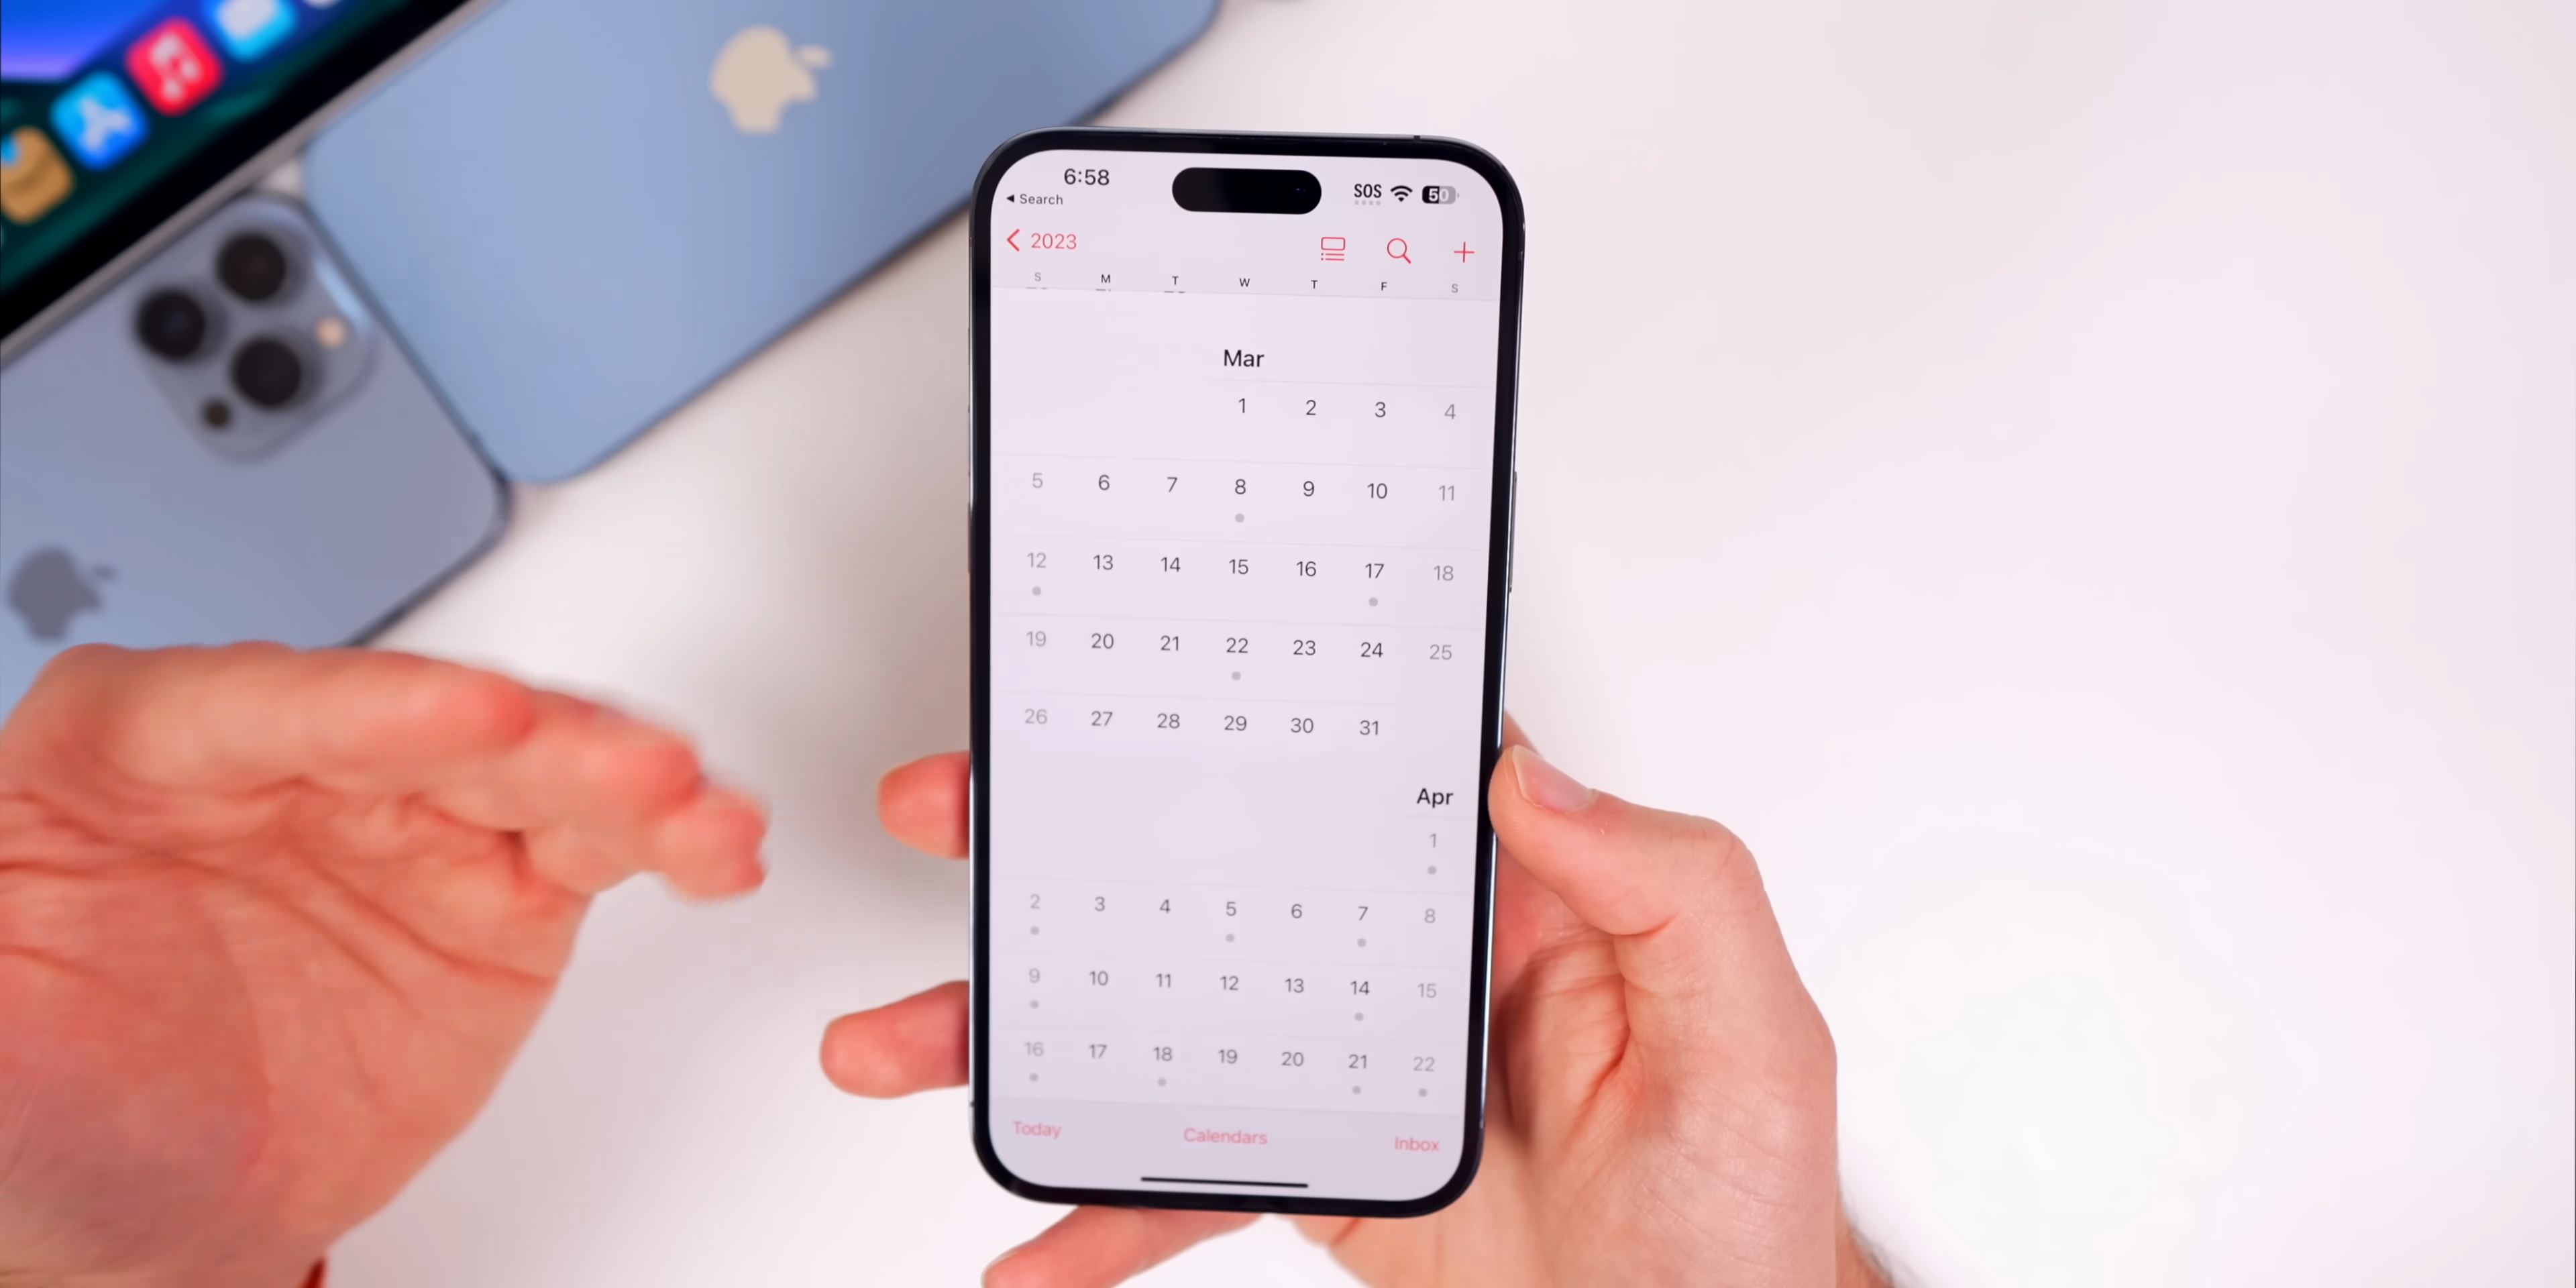 6:58 SOS 50
◀ Search
2023
S M T W T F S
Mar
1 2 3 4
5 6 7 8 9 10 11
12 13 14 15 16 17 18
19 20 21 22 23 24 25
26 27 28 29 30 31
Apr
1
2 3 4 5 6 7 8
9 10 11 12 13 14 15
16 17 18 19 20 21 22
Today Calendars Inbox